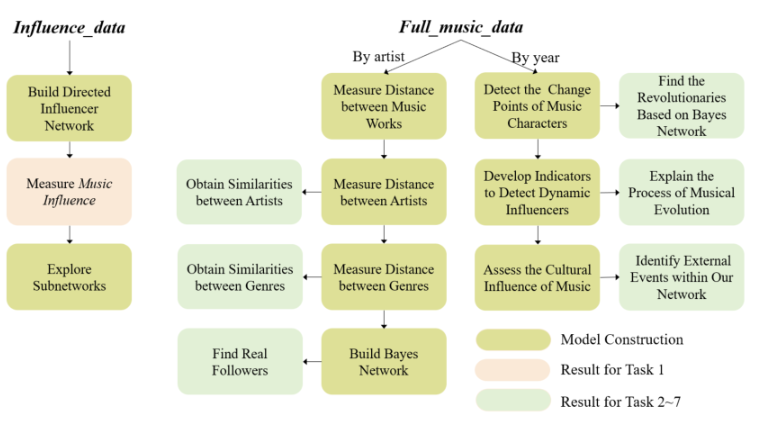 Influence_data
Build Directed
Influencer
Network
Measure Music
Influence
Explore
Subnetworks
Full_music_data
By artist
By year
Measure Distance
between Music
Works
Obtain Similarities
between Artists
Measure Distance
between Artists
Obtain Similarities
between Genres
Measure Distance
between Genres
Find Real
Followers
Build Bayes
Network
Detect the Change
Points of Music
Characters
Find the
Revolutionaries
Based on Bayes
Network
Develop Indicators
to Detect Dynamic
Influencers
Explain the
Process of Musical
Evolution
Assess the Cultural
Influence of Music
Identify External
Events within Our
Network
Model Construction
Result for Task 1
Result for Task 2~7